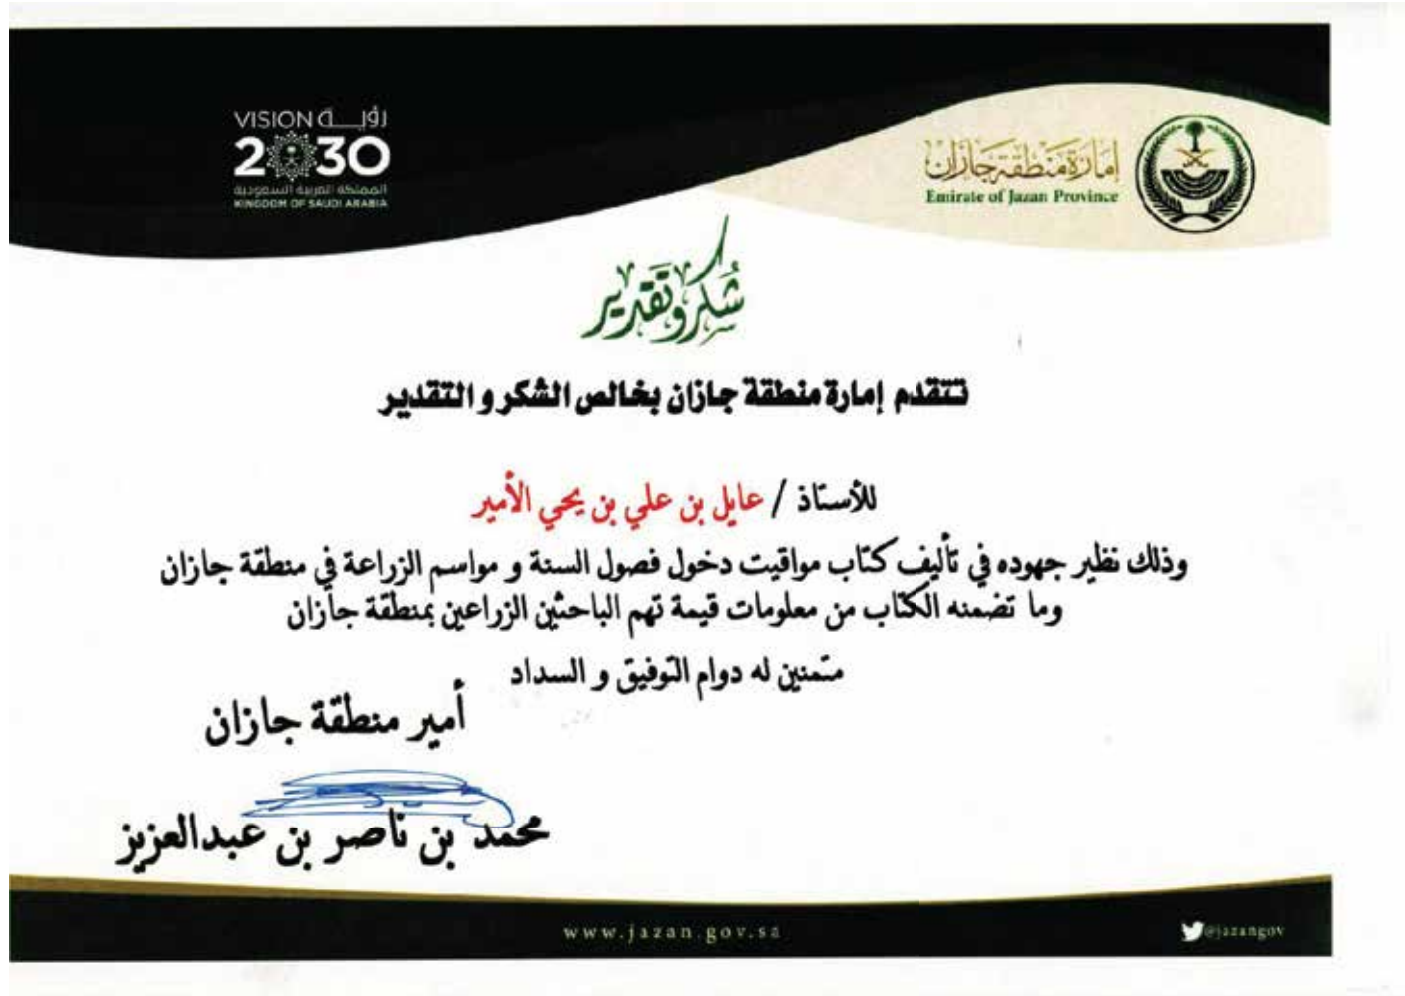 رؤيــة VISION
2030
المملكة العربية السعودية
KINGDOM OF SAUDI ARABIA
إمارة منطقة جازان
Emirate of Jazan Province
شكر وتقدير
تتقدم إمارة منطقة جازان بخالص الشكر و التقدير
للأستاذ / عايل بن علي بن يحي الأمير
وذلك نظير جهوده في تأليف كتاب مواقيت دخول فصول السنة و مواسم الزراعة في منطقة جازان
وما تضمنه الكتاب من معلومات قيمة تهم الباحثين الزراعين بمنطقة جازان
متمنين له دوام التوفيق و السداد
أمير منطقة جازان
محمد بن ناصر بن عبدالعزيز
www.jazan.gov.sa
@jazangov